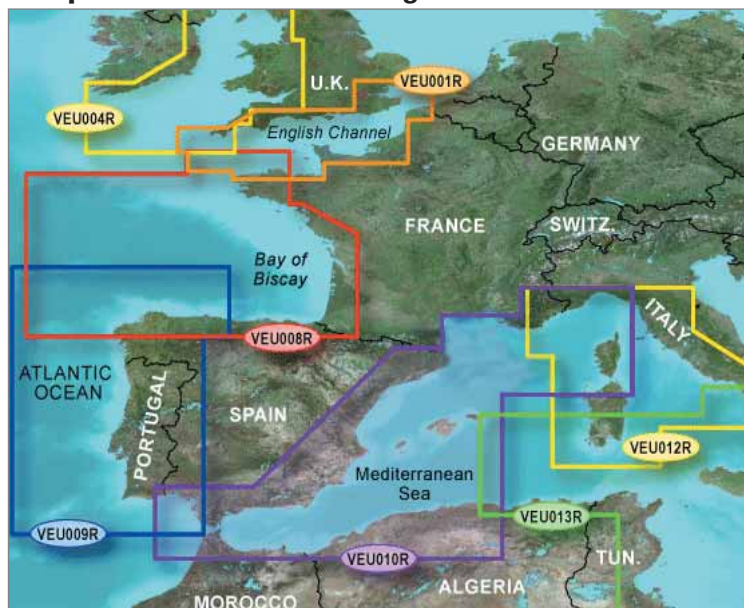 U.K.
VEU001R
VEU004R
English Channel
GERMANY
FRANCE
SWITZ.
Bay of
Biscay
ITALY
VEU008R
ATLANTIC
OCEAN
PORTUGAL
SPAIN
VEU012R
Mediterranean
Sea
VEU013R
VEU009R
VEU010R
TUN.
ALGERIA
MOROCCO